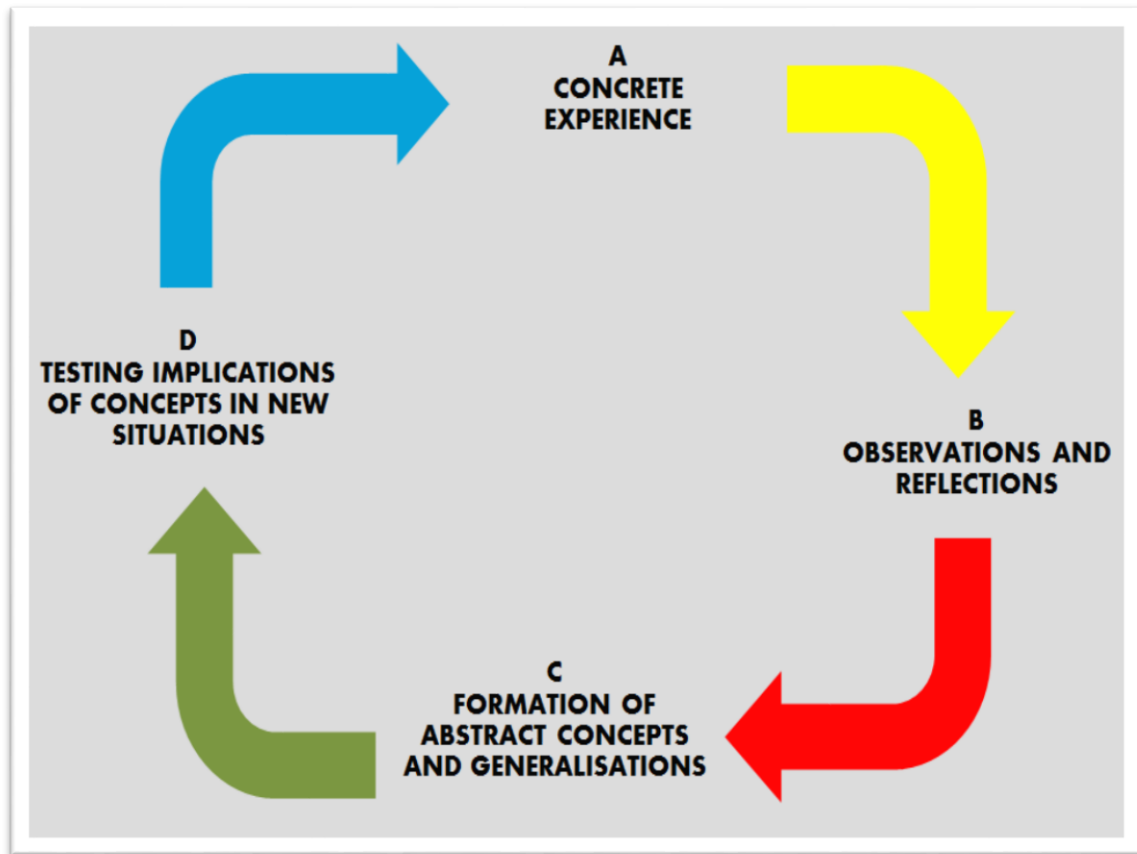 A
CONCRETE
EXPERIENCE
B
OBSERVATIONS AND
REFLECTIONS
C
FORMATION OF
ABSTRACT CONCEPTS
AND GENERALISATIONS
D
TESTING IMPLICATIONS
OF CONCEPTS IN NEW
SITUATIONS